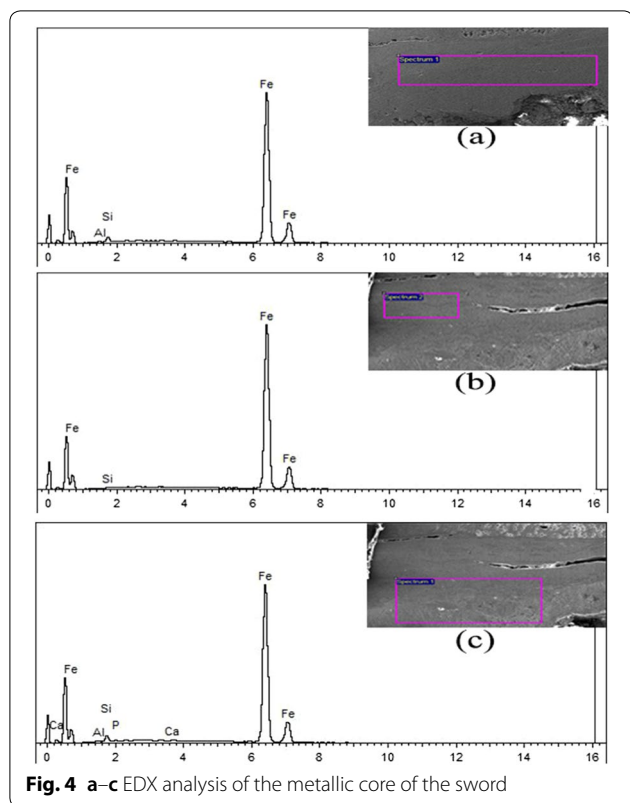 Fe
Spectrum 1
(a)
Fe
Fe
Si
Al
0 2 4 6 8 10 12 14 16
Fe
Spectrum 2
(b)
Fe
Fe
Si
0 2 4 6 8 10 12 14 16
Fe
Spectrum 1
(c)
Fe
Si
Fe
Ca Al P Ca
0 2 4 6 8 10 12 14 16
Fig. 4 a–c EDX analysis of the metallic core of the sword